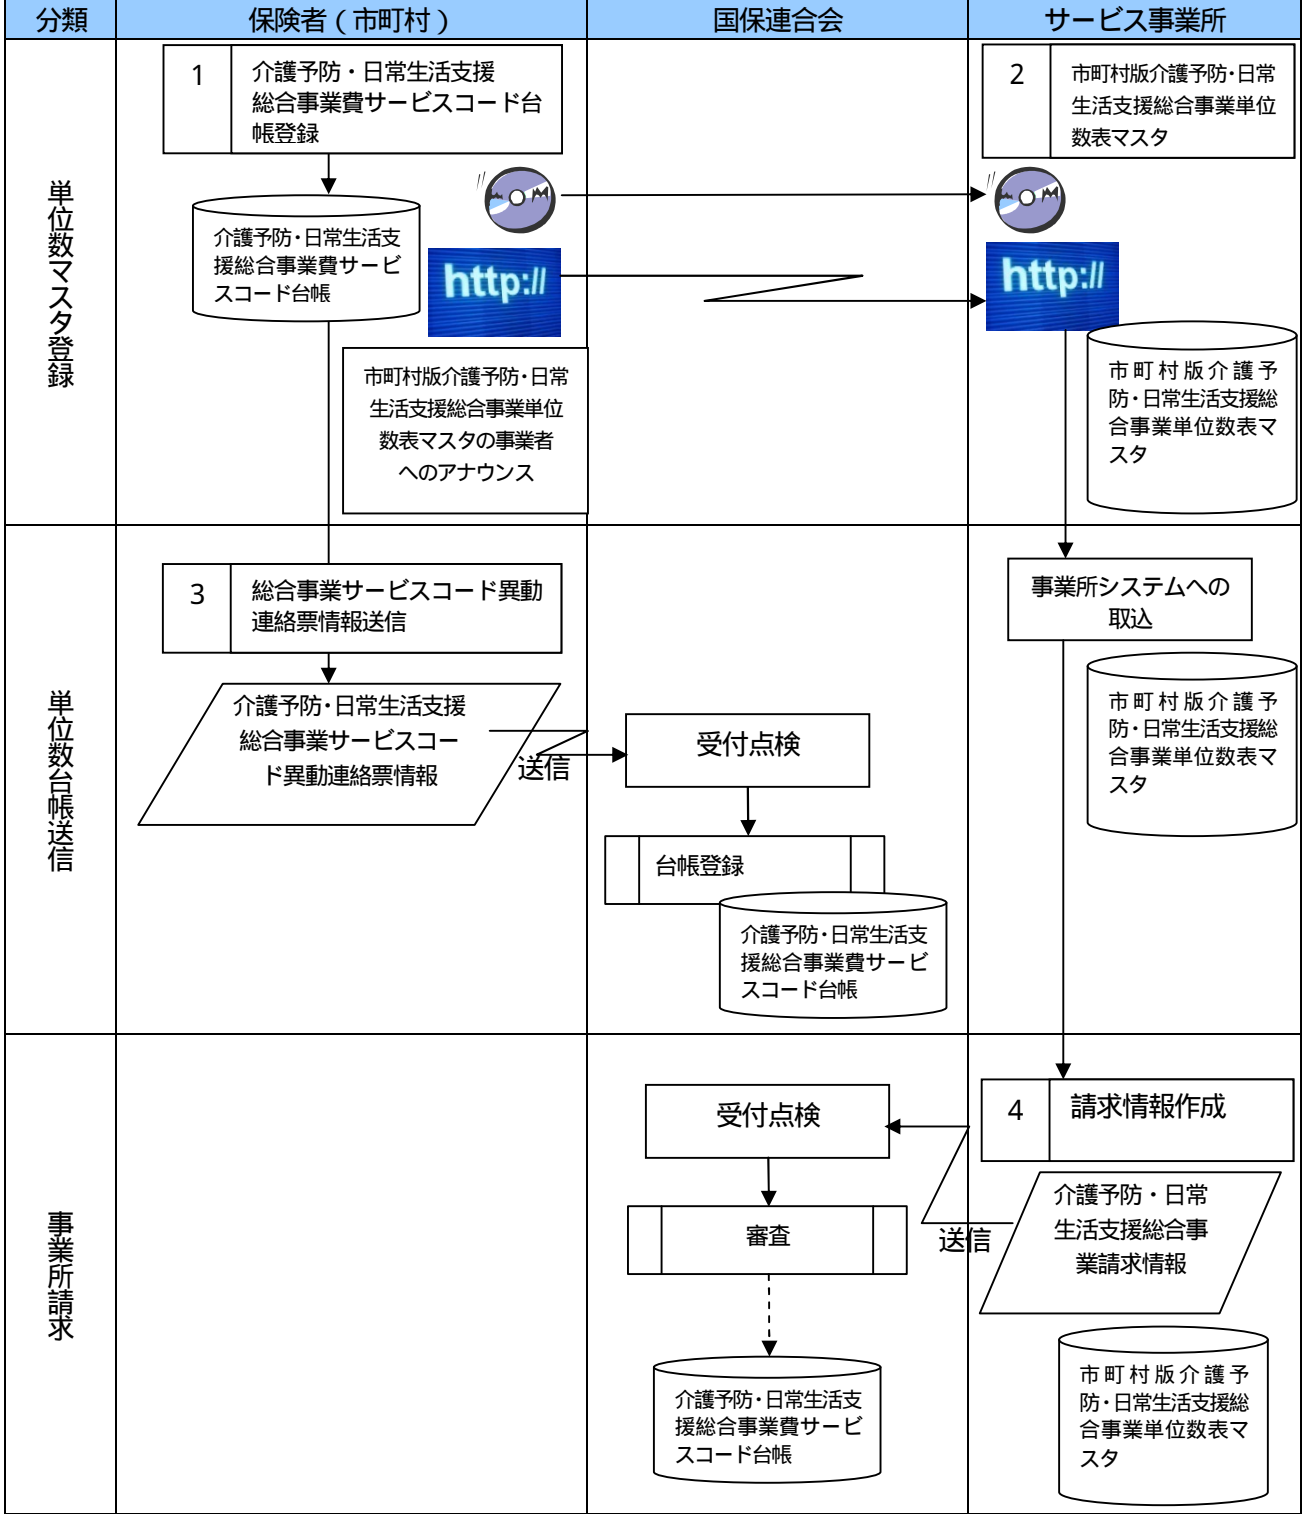 分類
保険者（市町村）
国保連合会
サービス事業所
単位数マスタ登録
1
介護予防・日常生活支援
総合事業費サービスコード台
帳登録
2
市町村版介護予防・日常
生活支援総合事業単位
数表マスタ
介護予防・日常生活支
援総合事業費サービ
スコード台帳
http://
http://
市町村版介護予防・日常
生活支援総合事業単位
数表マスタの事業者
へのアナウンス
市町村版介護予
防・日常生活支援総
合事業単位数表マ
スタ
単位数台帳送信
3
総合事業サービスコード異動
連絡票情報送信
介護予防・日常生活支援
総合事業サービスコー
ド異動連絡票情報
送信
受付点検
台帳登録
介護予防・日常生活支
援総合事業費サービ
スコード台帳
事業所システムへの
取込
市町村版介護予
防・日常生活支援総
合事業単位数表マ
スタ
事業所請求
受付点検
審査
介護予防・日常生活支
援総合事業費サービ
スコード台帳
4
請求情報作成
送信
介護予防・日常
生活支援総合事
業請求情報
市町村版介護予
防・日常生活支援総
合事業単位数表マ
スタ